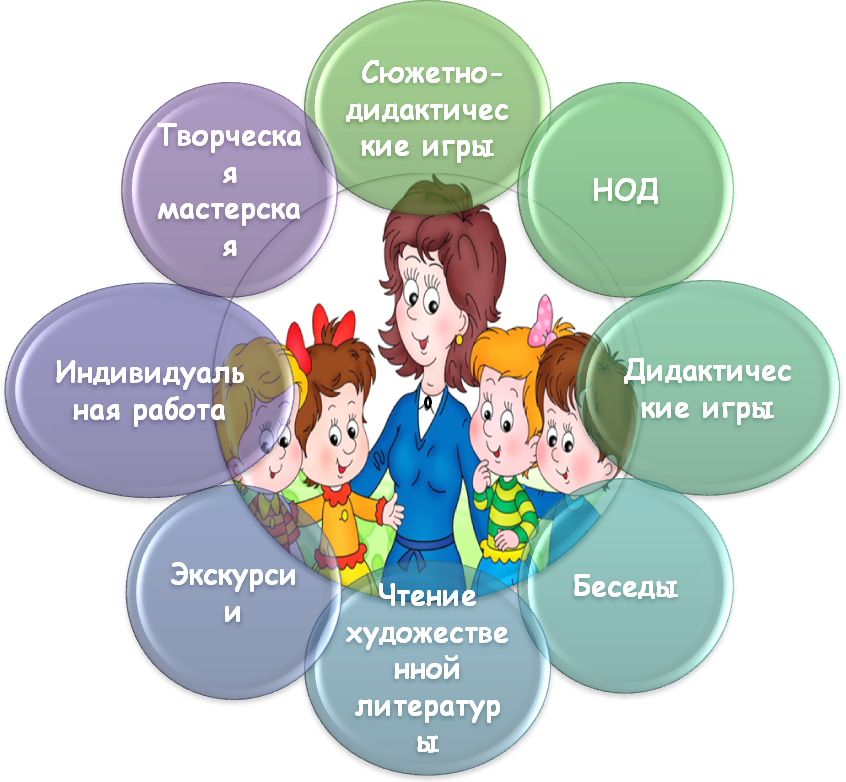 Сюжетно-
дидактичес
кие игры
НОД
Дидактичес
кие игры
Беседы
Чтение
художестве
нной
литератур
ы
Экскурси
и
Индивидуаль
ная работа
Творческа
я
мастерска
я